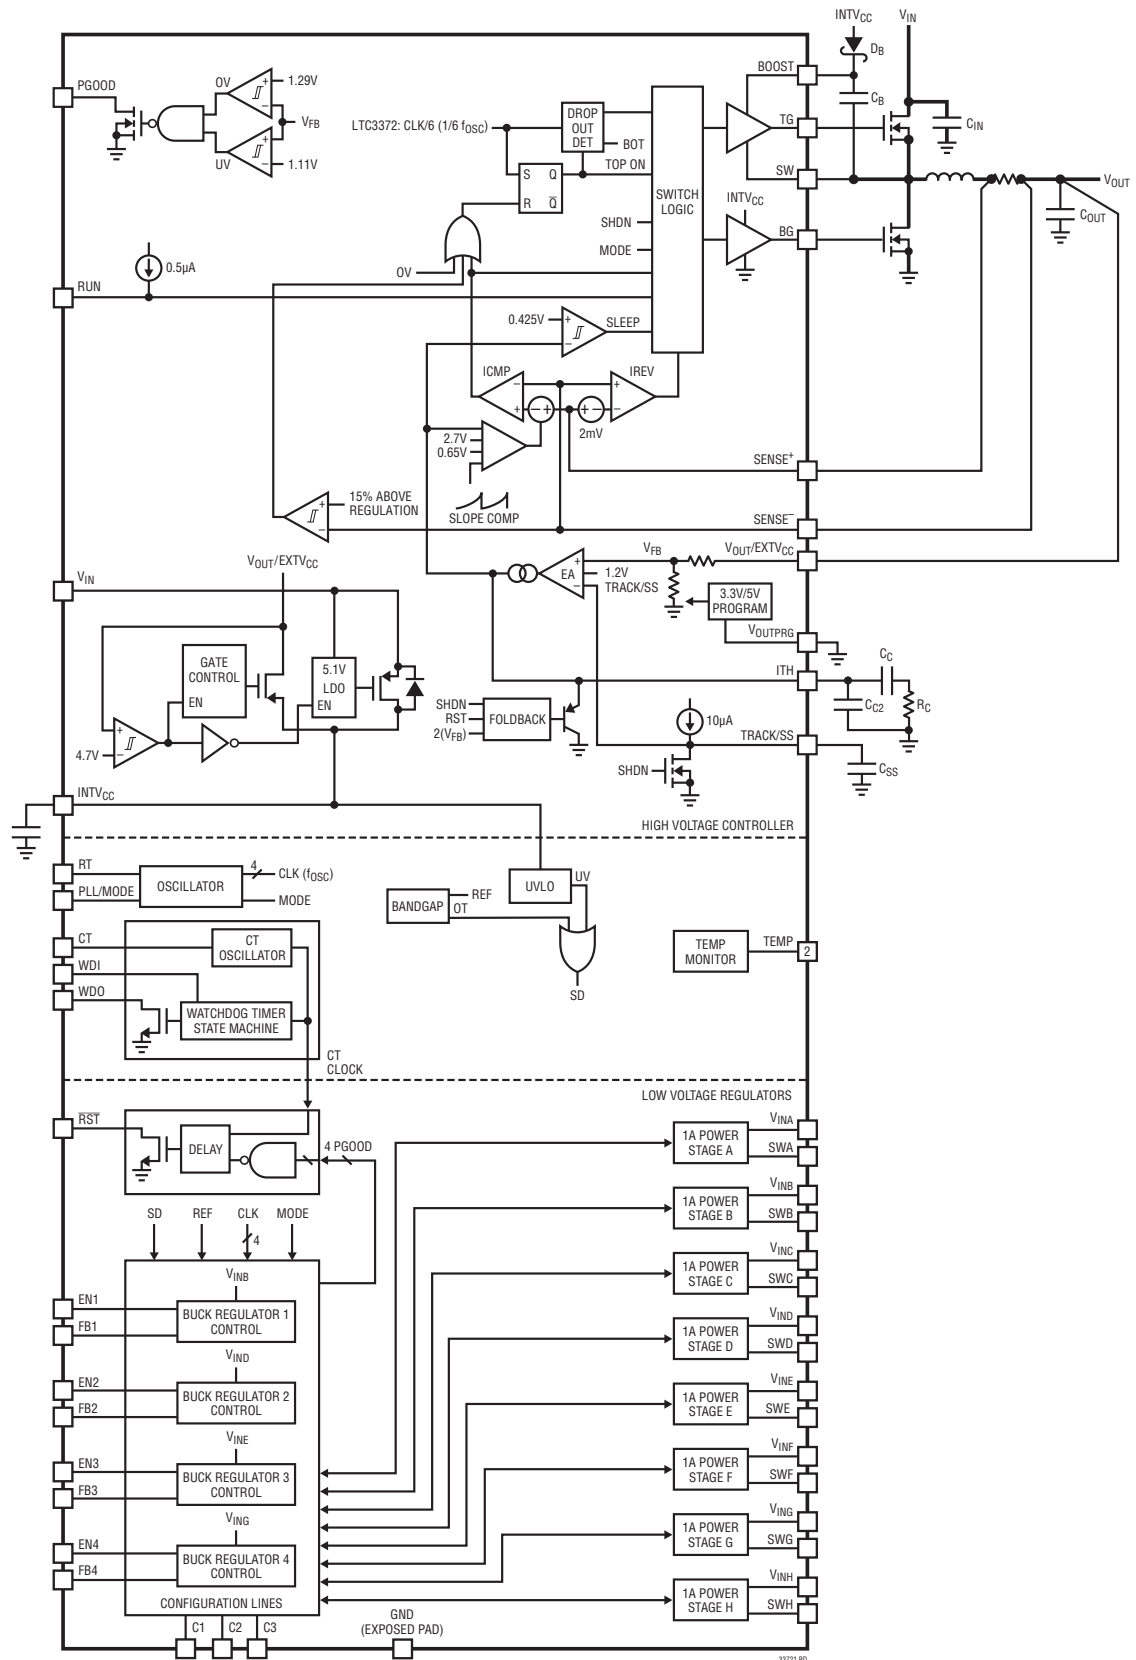 INTVCC
VIN
DB
BOOST
PGOOD
OV
1.29V
CB
DROP
OUT
DET
LTC3372: CLK/6 (1/6 fOSC)
VFB
TG
CIN
BOT
UV
1.11V
TOP ON
SW
S Q
R Q̅
SWITCH
LOGIC
VOUT
INTVCC
COUT
SHDN
BG
MODE
0.5µA
OV
RUN
0.425V
SLEEP
ICMP
IREV
2mV
2.7V
0.65V
SENSE+
15% ABOVE
REGULATION
SLOPE COMP
SENSE–
VFB
VOUT/EXTVCC
VOUT/EXTVCC
EA
1.2V
TRACK/SS
VIN
3.3V/5V
PROGRAM
VOUTPRG
GATE
CONTROL
EN
5.1V
LDO
EN
ITH
CC
SHDN
RST
2(VFB)
FOLDBACK
10µA
CC2
RC
TRACK/SS
4.7V
SHDN
CSS
INTVCC
HIGH VOLTAGE CONTROLLER
RT
OSCILLATOR
4
CLK (fOSC)
PLL/MODE
MODE
BANDGAP
REF
OT
UVLO
UV
SD
CT
CT
OSCILLATOR
TEMP
MONITOR
TEMP
2
WDI
WDO
WATCHDOG TIMER
STATE MACHINE
CT
CLOCK
LOW VOLTAGE REGULATORS
R̅S̅T̅
DELAY
4 PGOOD
1A POWER
STAGE A
VINA
SWA
1A POWER
STAGE B
VINB
SWB
SD
REF
CLK
MODE
4
1A POWER
STAGE C
VINC
SWC
VINB
EN1
FB1
BUCK REGULATOR 1
CONTROL
1A POWER
STAGE D
VIND
SWD
VIND
EN2
FB2
BUCK REGULATOR 2
CONTROL
1A POWER
STAGE E
VINE
SWE
VINE
EN3
FB3
BUCK REGULATOR 3
CONTROL
1A POWER
STAGE F
VINF
SWF
VING
EN4
FB4
BUCK REGULATOR 4
CONTROL
1A POWER
STAGE G
VING
SWG
CONFIGURATION LINES
1A POWER
STAGE H
VINH
SWH
C1
C2
C3
GND
(EXPOSED PAD)